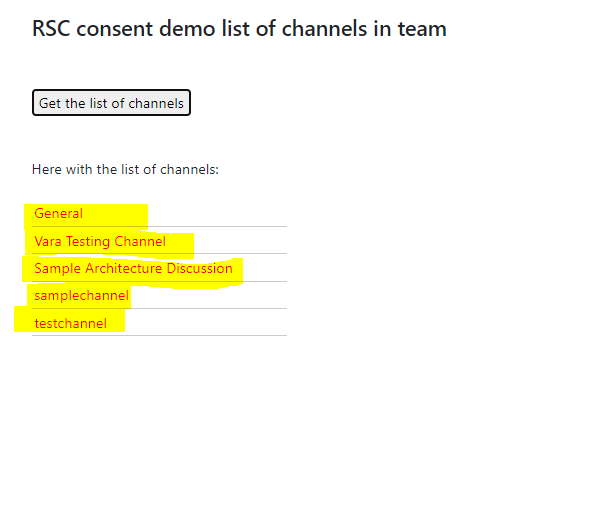 RSC consent demo list of channels in team
Get the list of channels
Here with the list of channels:
General
Vara Testing Channel
Sample Architecture Discussion
samplechannel
testchannel